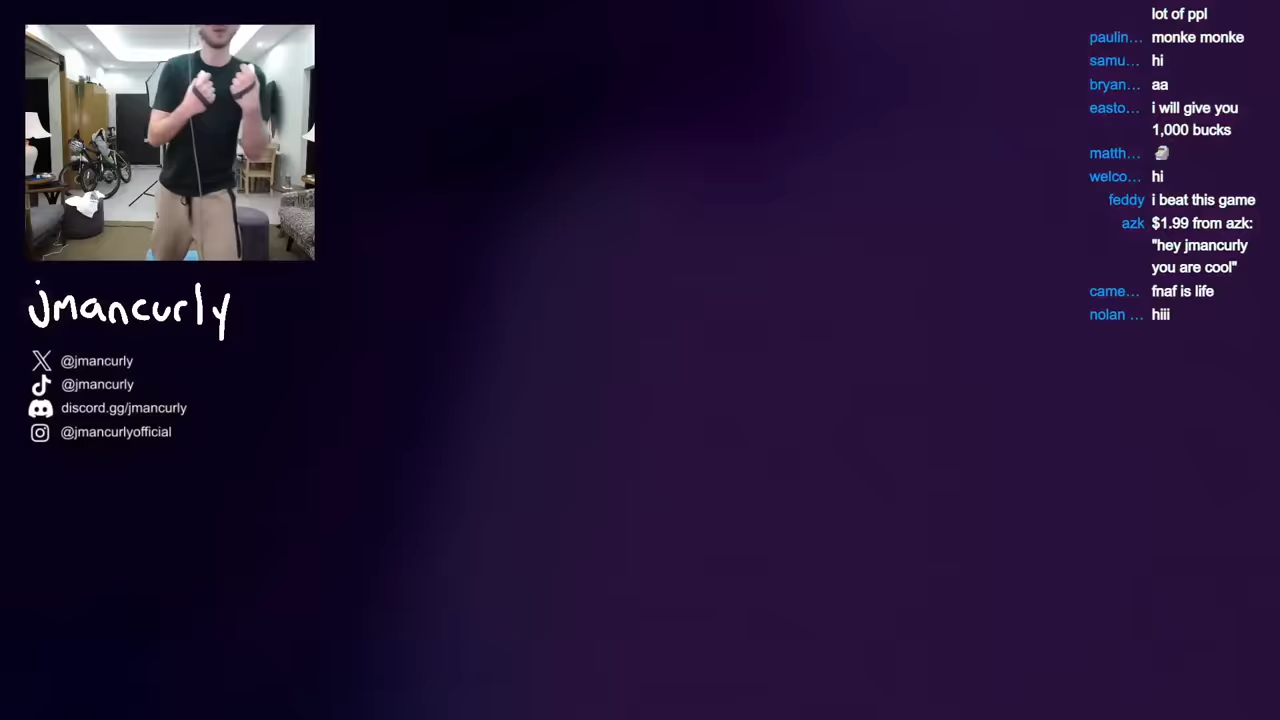 jmancurly
@jmancurly
@jmancurly
discord.gg/jmancurly
@jmancurlyofficial
lot of ppl
paulin… monke monke
samu… hi
bryan… aa
easto… i will give you
1,000 bucks
matth…
welco… hi
feddy i beat this game
azk $1.99 from azk:
"hey jmancurly
you are cool"
came… fnaf is life
nolan … hiii